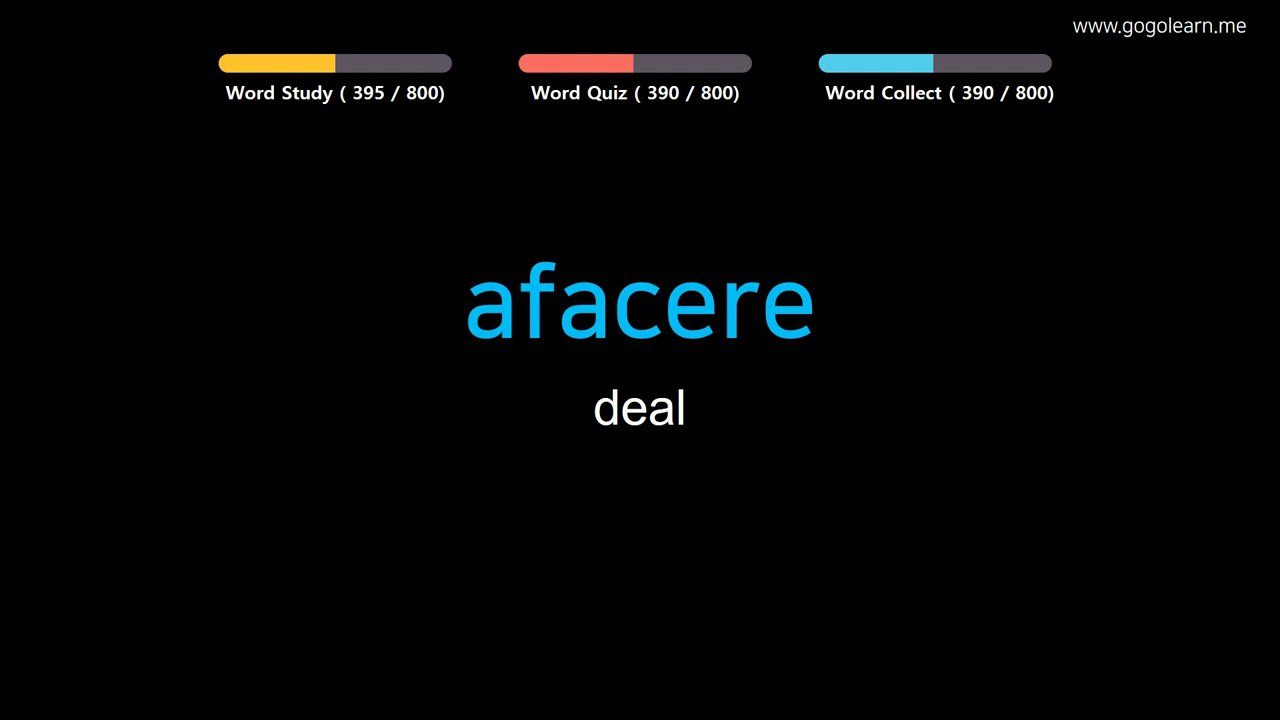 www.gogolearn.me
Word Study ( 395 / 800)
Word Quiz ( 390 / 800)
Word Collect ( 390 / 800)
afacere
deal